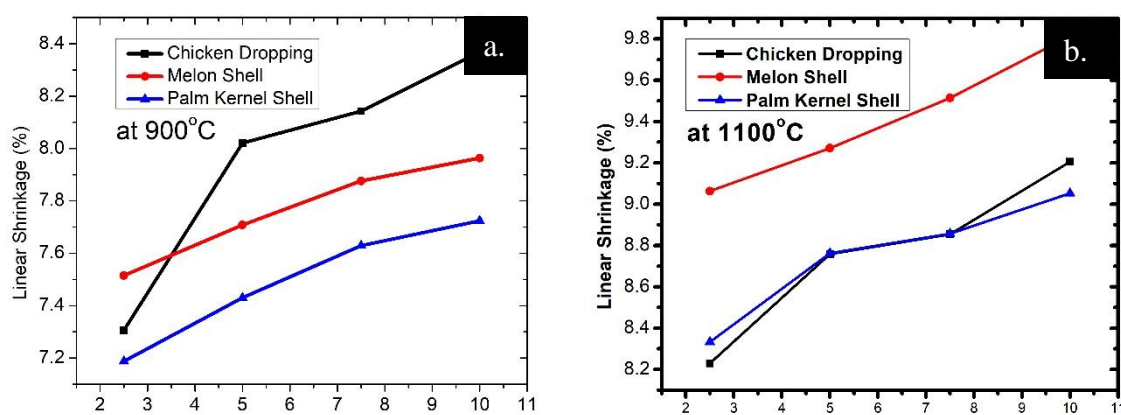 a.
8.4
8.2
8.0
7.8
7.6
7.4
7.2
Linear Shrinkage (%)
Chicken Dropping
Melon Shell
Palm Kernel Shell
at 900°C
2 3 4 5 6 7 8 9 10 11
b.
9.8
9.6
9.4
9.2
9.0
8.8
8.6
8.4
8.2
Linear Shrinkage (%)
Chicken Dropping
Melon Shell
Palm Kernel Shell
at 1100°C
2 3 4 5 6 7 8 9 10 11